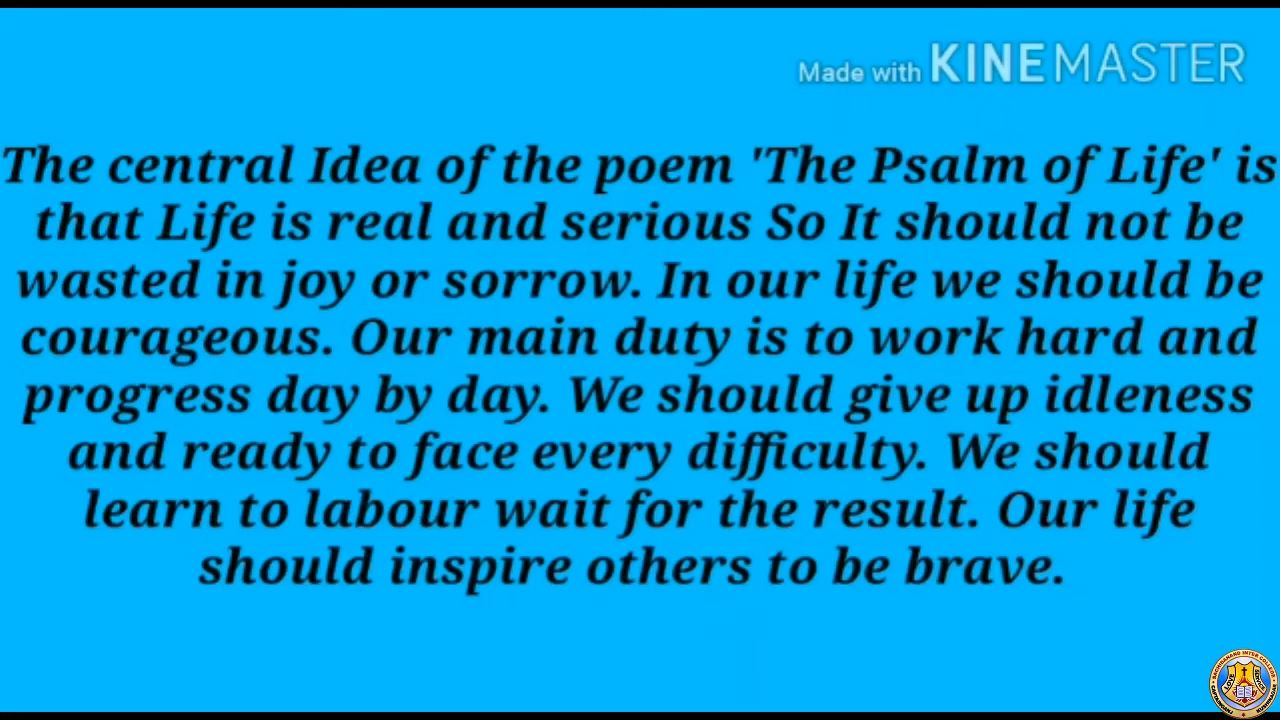 Made with KINEMASTER
The central Idea of the poem 'The Psalm of Life' is
that Life is real and serious So It should not be
wasted in joy or sorrow. In our life we should be
courageous. Our main duty is to work hard and
progress day by day. We should give up idleness
and ready to face every difficulty. We should
learn to labour wait for the result. Our life
should inspire others to be brave.